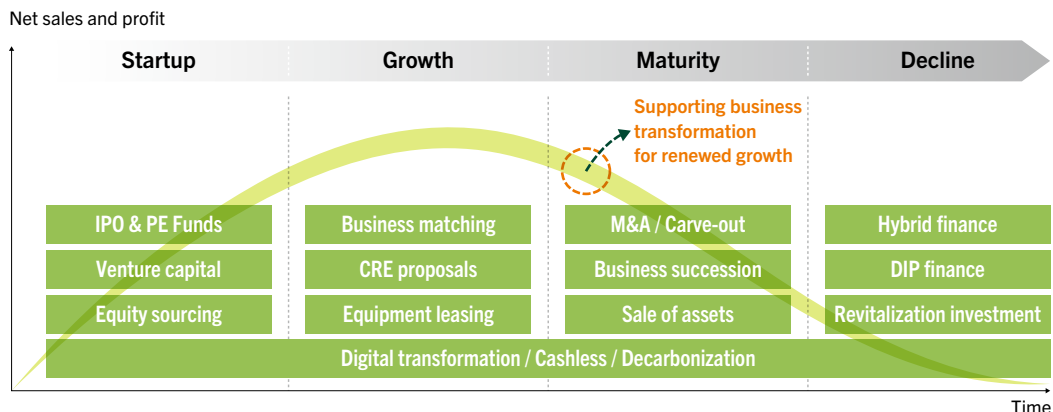 Net sales and profit
Startup
Growth
Maturity
Decline
Supporting business
transformation
for renewed growth
IPO & PE Funds
Business matching
M&A / Carve-out
Hybrid finance
Venture capital
CRE proposals
Business succession
DIP finance
Equity sourcing
Equipment leasing
Sale of assets
Revitalization investment
Digital transformation / Cashless / Decarbonization
Time